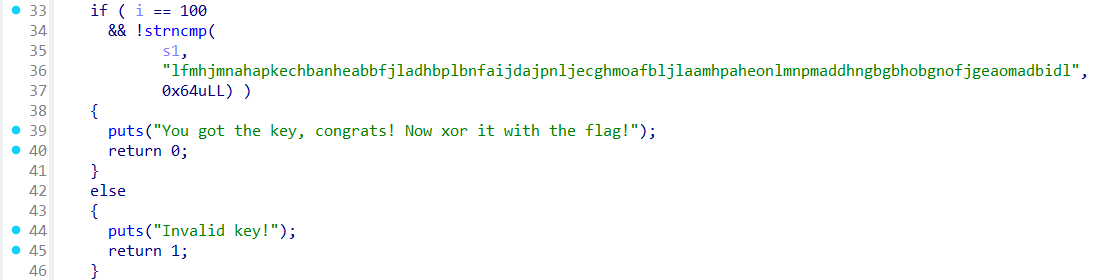 33 if ( i == 100
34 && !strncmp(
35 s1,
36 "lfmhjmnahapkechbanheabbfjladhbplbnfaijdajpnljecghmoafbljlaamhpaheonlmnpmaddhngbgbhobgnofjgeaomadbidl",
37 0x64uLL) )
38 {
39 puts("You got the key, congrats! Now xor it with the flag!");
40 return 0;
41 }
42 else
43 {
44 puts("Invalid key!");
45 return 1;
46 }